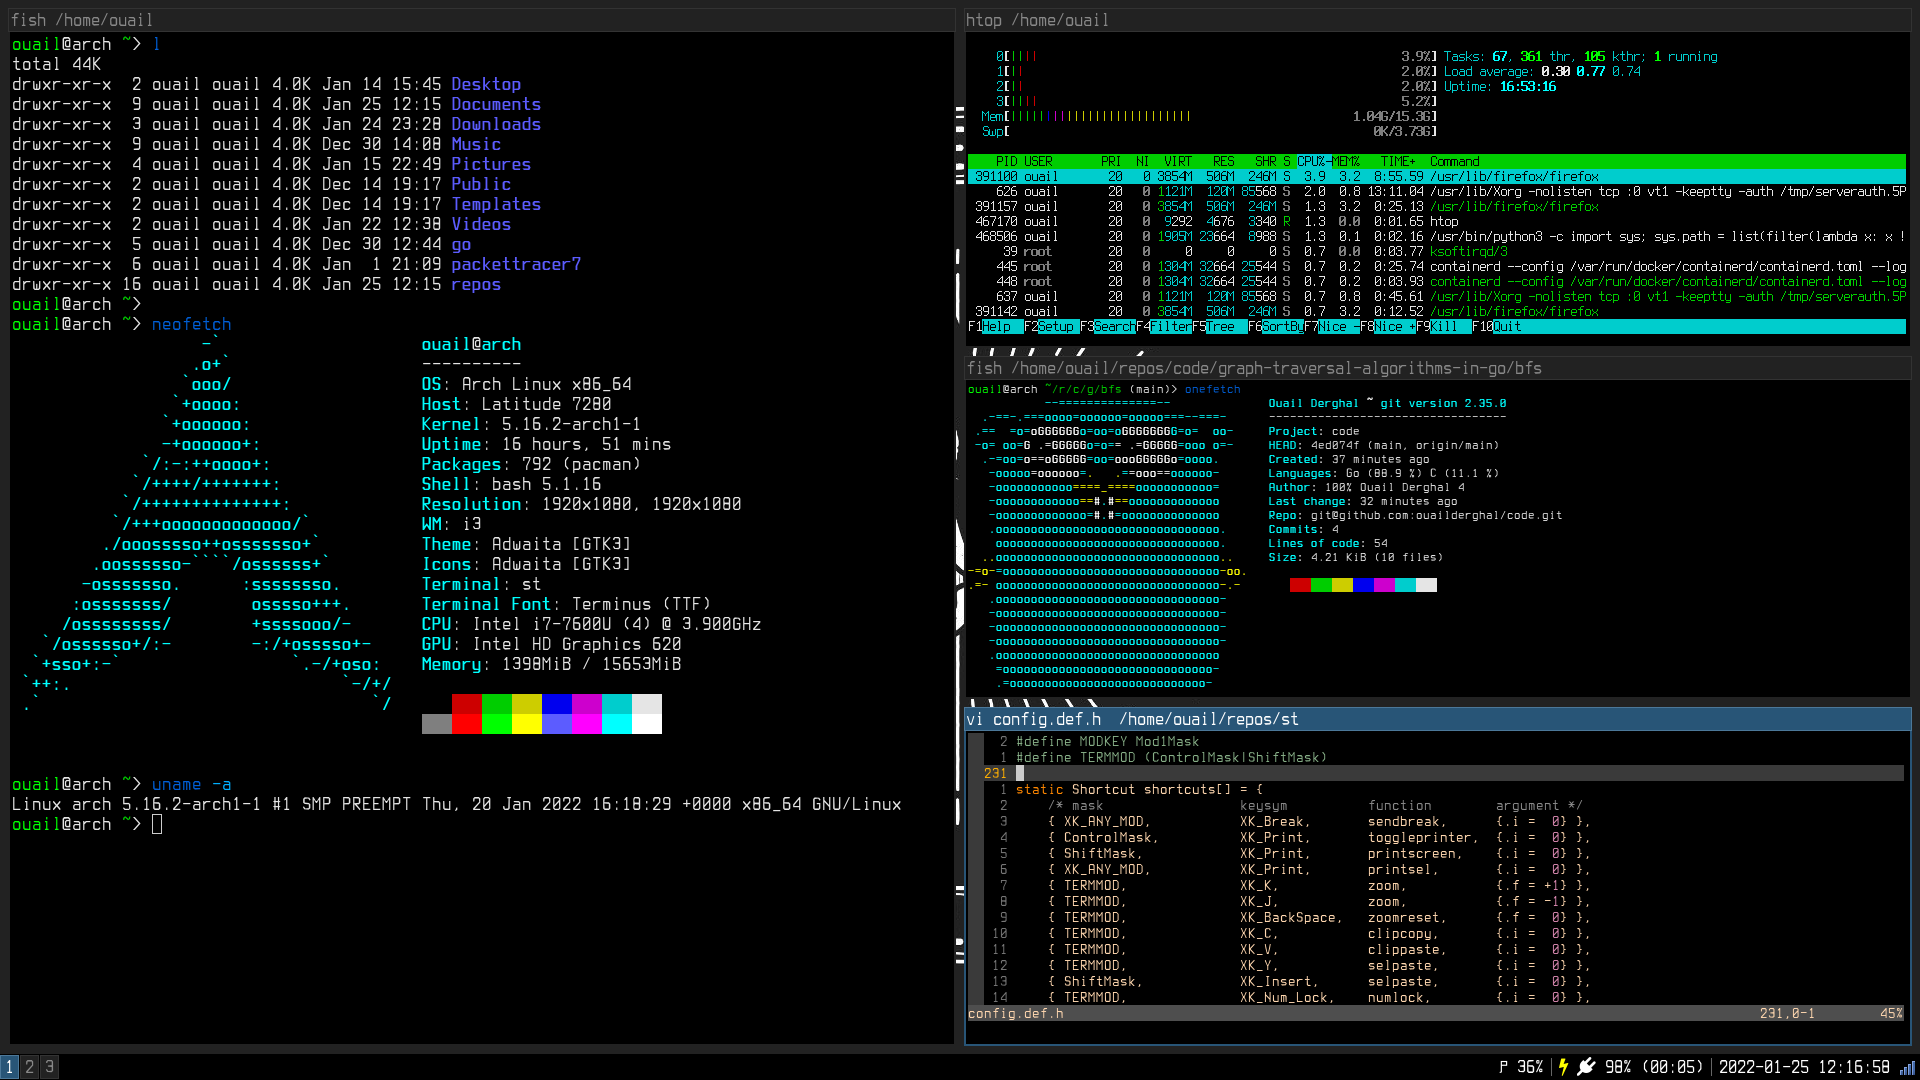 fish /home/ouail
ouail@arch ~> l
total 44K
drwxr-xr-x  2 ouail ouail 4.0K Jan 14 15:45 Desktop
drwxr-xr-x  9 ouail ouail 4.0K Jan 25 12:15 Documents
drwxr-xr-x  3 ouail ouail 4.0K Jan 24 23:28 Downloads
drwxr-xr-x  9 ouail ouail 4.0K Dec 30 14:08 Music
drwxr-xr-x  4 ouail ouail 4.0K Jan 15 22:49 Pictures
drwxr-xr-x  2 ouail ouail 4.0K Dec 14 19:17 Public
drwxr-xr-x  2 ouail ouail 4.0K Dec 14 19:17 Templates
drwxr-xr-x  2 ouail ouail 4.0K Jan 22 12:38 Videos
drwxr-xr-x  5 ouail ouail 4.0K Dec 30 12:44 go
drwxr-xr-x  6 ouail ouail 4.0K Jan  1 21:09 packettracer7
drwxr-xr-x 16 ouail ouail 4.0K Jan 25 12:15 repos
ouail@arch ~>
ouail@arch ~> neofetch
ouail@arch
----------
OS: Arch Linux x86_64
Host: Latitude 7280
Kernel: 5.16.2-arch1-1
Uptime: 16 hours, 51 mins
Packages: 792 (pacman)
Shell: bash 5.1.16
Resolution: 1920x1080, 1920x1080
WM: i3
Theme: Adwaita [GTK3]
Icons: Adwaita [GTK3]
Terminal: st
Terminal Font: Terminus (TTF)
CPU: Intel i7-7600U (4) @ 3.900GHz
GPU: Intel HD Graphics 620
Memory: 1398MiB / 15653MiB
ouail@arch ~> uname -a
Linux arch 5.16.2-arch1-1 #1 SMP PREEMPT Thu, 20 Jan 2022 16:18:29 +0000 x86_64 GNU/Linux
ouail@arch ~>
htop /home/ouail
0[|||| 3.9%] Tasks: 67, 361 thr, 105 kthr; 1 running
1[|| 2.0%] Load average: 0.30 0.77 0.74
2[|| 2.0%] Uptime: 16:53:16
3[|||| 5.2%]
Mem[ 1.04G/15.3G]
Swp[ 0K/3.73G]
PID USER PRI NI VIRT RES SHR S CPU%-MEM% TIME+ Command
391100 ouail 20 0 3854M 506M 246M S 3.9 3.2 8:55.59 /usr/lib/firefox/firefox
626 ouail 20 0 1121M 120M 85568 S 2.0 0.8 13:11.04 /usr/lib/Xorg -nolisten tcp :0 vt1 -keeptty -auth /tmp/serverauth.5P
391157 ouail 20 0 3854M 506M 246M S 1.3 3.2 0:25.13 /usr/lib/firefox/firefox
467170 ouail 20 0 9292 4676 3340 R 1.3 0.0 0:01.65 htop
468506 ouail 20 0 1905M 23664 8988 S 1.3 0.1 0:02.16 /usr/bin/python3 -c import sys; sys.path = list(filter(lambda x: x !
39 root 20 0 0 0 0 S 0.7 0.0 0:03.77 ksoftirqd/3
445 root 20 0 1304M 32664 25544 S 0.7 0.2 0:25.74 containerd --config /var/run/docker/containerd/containerd.toml --log
448 root 20 0 1304M 32664 25544 S 0.7 0.2 0:03.93 containerd --config /var/run/docker/containerd/containerd.toml --log
637 ouail 20 0 1121M 120M 85568 S 0.7 0.8 0:45.61 /usr/lib/Xorg -nolisten tcp :0 vt1 -keeptty -auth /tmp/serverauth.5P
391142 ouail 20 0 3854M 506M 246M S 0.7 3.2 0:12.52 /usr/lib/firefox/firefox
F1Help F2Setup F3SearchF4FilterF5Tree F6SortByF7Nice -F8Nice +F9Kill F10Quit
fish /home/ouail/repos/code/graph-traversal-algorithms-in-go/bfs
ouail@arch ~/r/c/g/bfs (main)> onefetch
Ouail Derghal ~ git version 2.35.0
----------------------------------
Project: code
HEAD: 4ed074f (main, origin/main)
Created: 37 minutes ago
Languages: Go (88.9 %) C (11.1 %)
Author: 100% Ouail Derghal 4
Last change: 32 minutes ago
Repo: git@github.com:ouailderghal/code.git
Commits: 4
Lines of code: 54
Size: 4.21 KiB (10 files)
vi config.def.h  /home/ouail/repos/st
2 #define MODKEY Mod1Mask
1 #define TERMMOD (ControlMask|ShiftMask)
231
1 static Shortcut shortcuts[] = {
2 /* mask keysym function argument */
3 { XK_ANY_MOD, XK_Break, sendbreak, {.i =  0} },
4 { ControlMask, XK_Print, toggleprinter, {.i =  0} },
5 { ShiftMask, XK_Print, printscreen, {.i =  0} },
6 { XK_ANY_MOD, XK_Print, printsel, {.i =  0} },
7 { TERMMOD, XK_K, zoom, {.f = +1} },
8 { TERMMOD, XK_J, zoom, {.f = -1} },
9 { TERMMOD, XK_BackSpace, zoomreset, {.f =  0} },
10 { TERMMOD, XK_C, clipcopy, {.i =  0} },
11 { TERMMOD, XK_V, clippaste, {.i =  0} },
12 { TERMMOD, XK_Y, selpaste, {.i =  0} },
13 { ShiftMask, XK_Insert, selpaste, {.i =  0} },
14 { TERMMOD, XK_Num_Lock, numlock, {.i =  0} },
config.def.h 231,0-1 45%
1 2 3
36% 98% (00:05) 2022-01-25 12:16:58